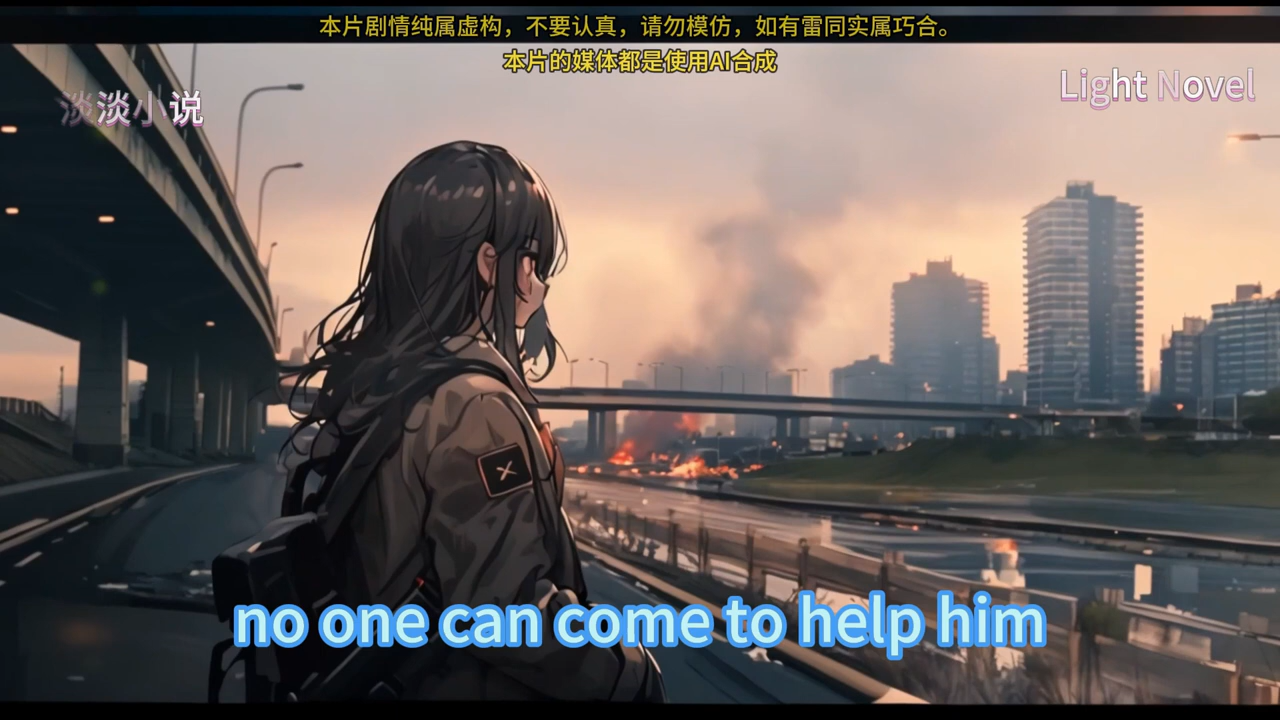 本片剧情纯属虚构，不要认真，请勿模仿，如有雷同实属巧合。
本片的媒体都是使用AI合成
淡淡小说
Light Novel
no one can come to help him